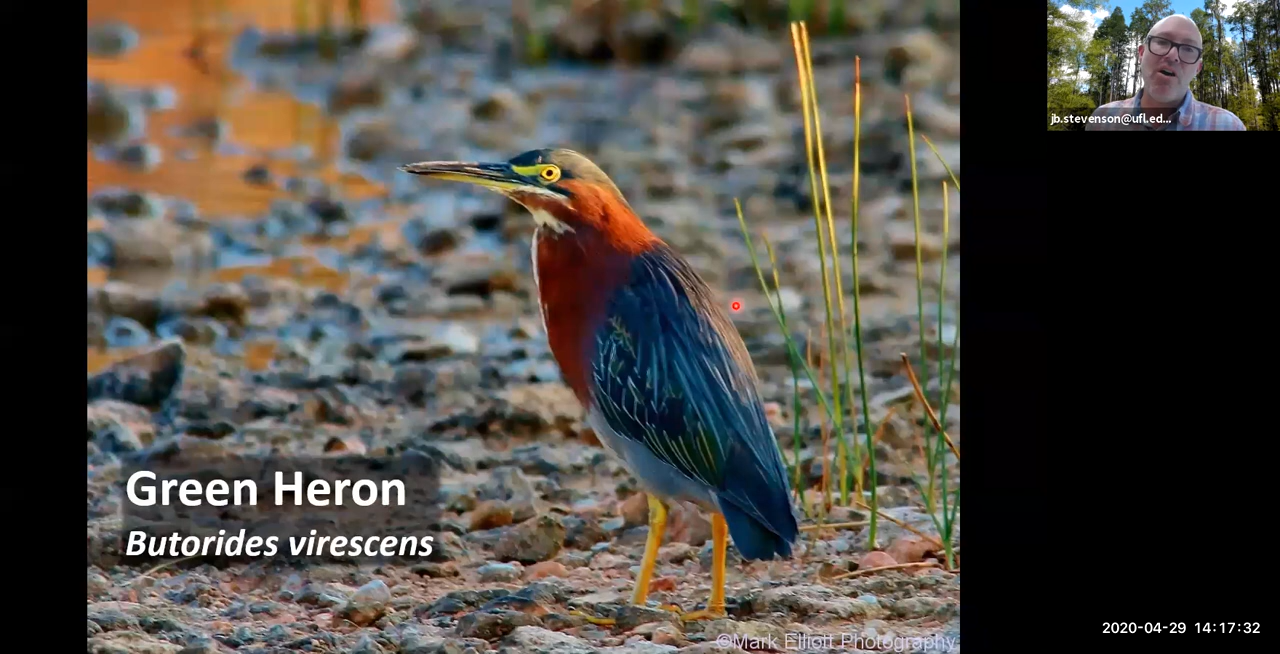 jb.stevenson@ufl.ed...
Green Heron
Butorides virescens
©Mark Elliott Photography
2020-04-29 14:17:32